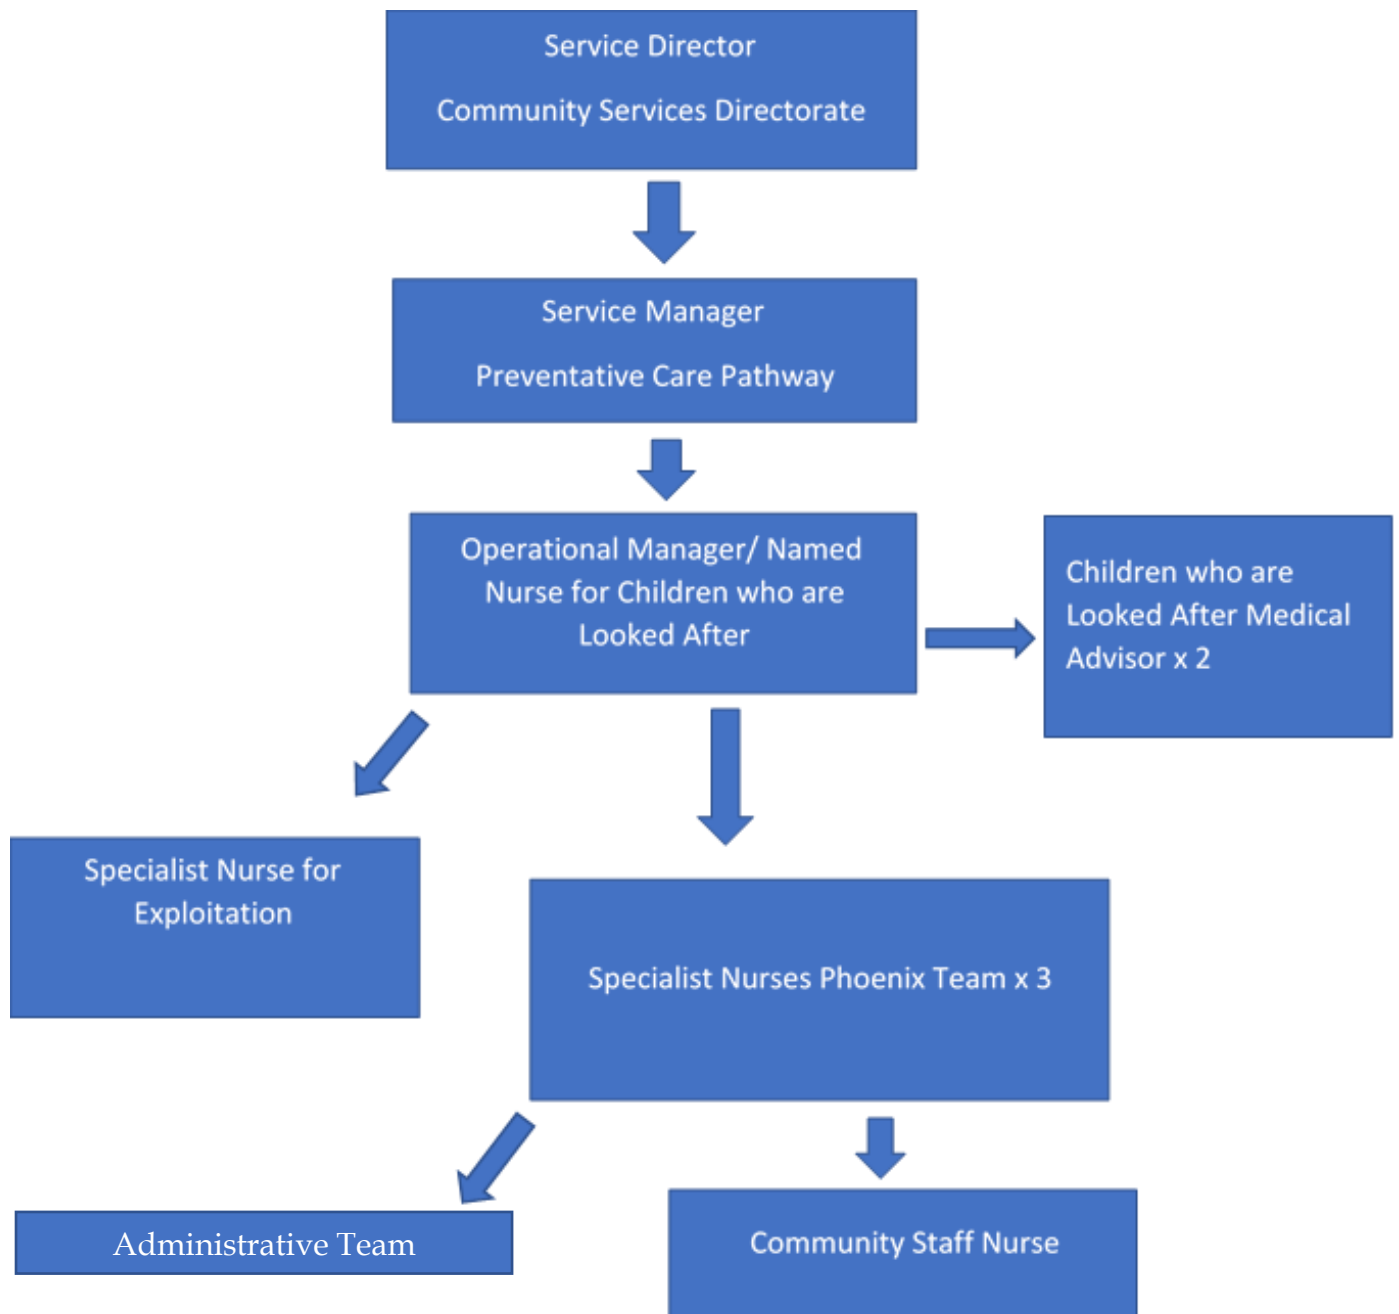 Service Director
Community Services Directorate
Service Manager
Preventative Care Pathway
Operational Manager/ Named
Nurse for Children who are
Looked After
Children who are
Looked After Medical
Advisor x 2
Specialist Nurse for
Exploitation
Specialist Nurses Phoenix Team x 3
Administrative Team
Community Staff Nurse